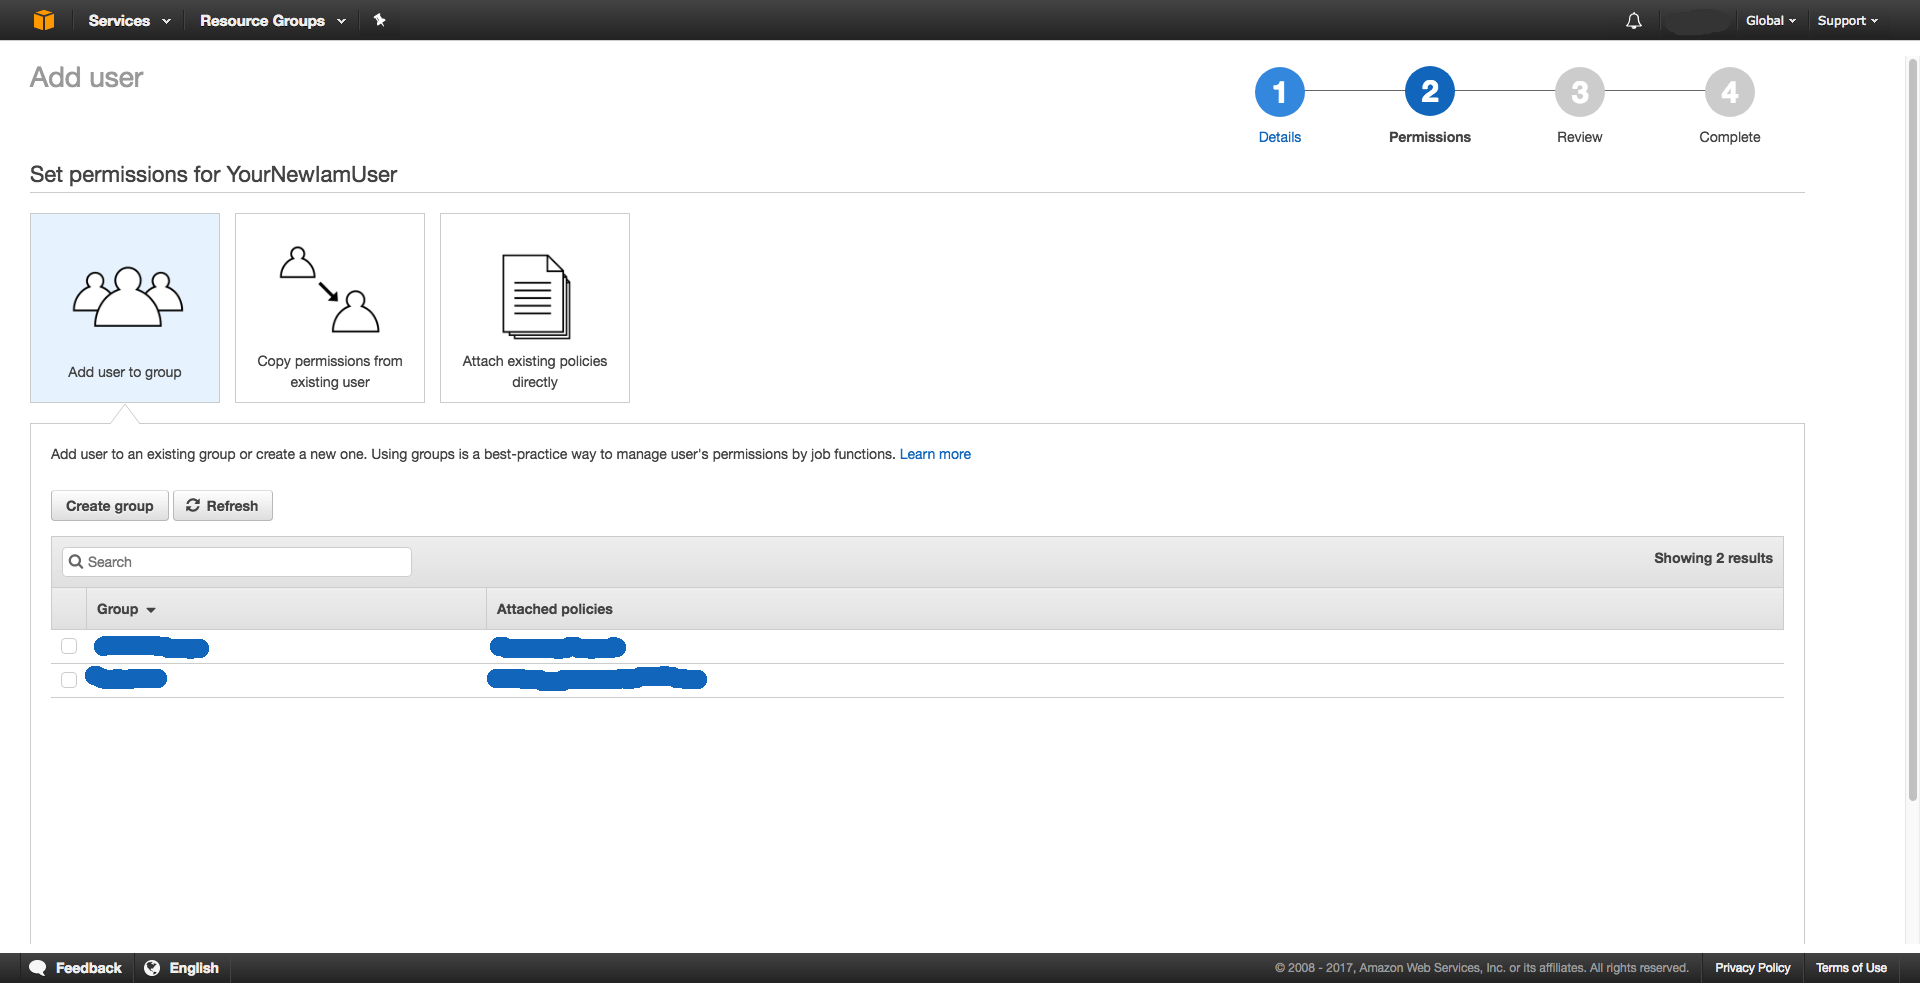 Services
Resource Groups
Global
Support
Add user
1
2
3
4
Details
Permissions
Review
Complete
Set permissions for YourNewIamUser
Add user to group
Copy permissions from
existing user
Attach existing policies
directly
Add user to an existing group or create a new one. Using groups is a best-practice way to manage user's permissions by job functions. Learn more
Create group
Refresh
Search
Showing 2 results
Group
Attached policies
Feedback
English
© 2008 - 2017, Amazon Web Services, Inc. or its affiliates. All rights reserved.
Privacy Policy
Terms of Use